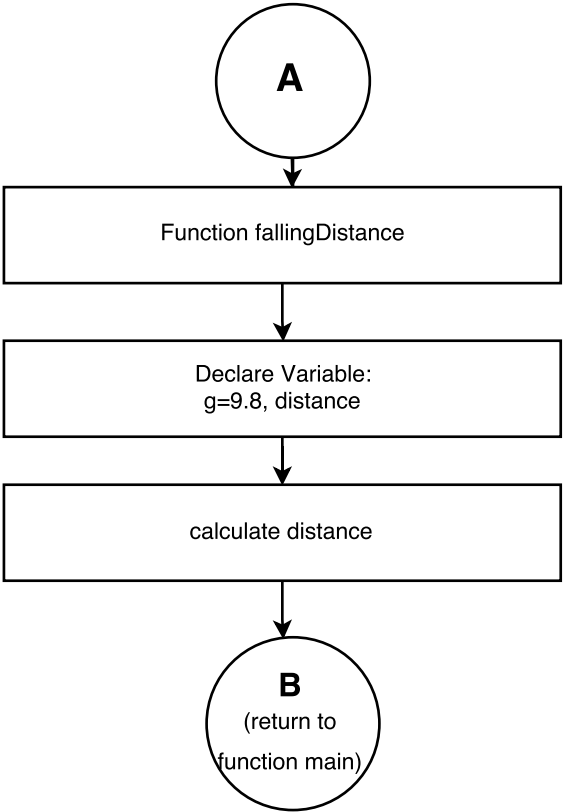 A
Function fallingDistance
Declare Variable:
g=9.8, distance
calculate distance
B
(return to
function main)